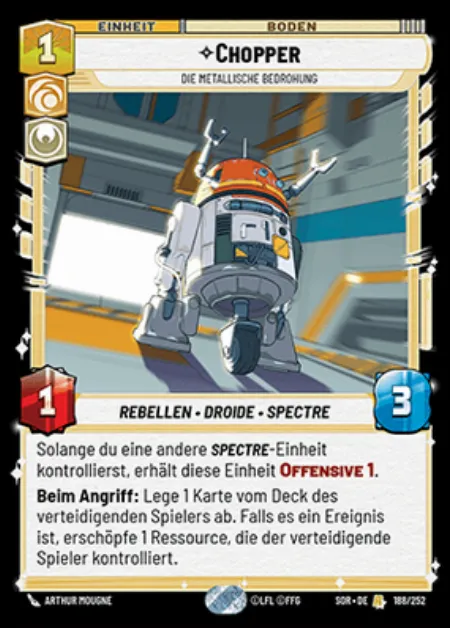 1
EINHEIT
BODEN
CHOPPER
DIE METALLISCHE BEDROHUNG
1
REBELLEN • DROIDE • SPECTRE
3
Solange du eine andere SPECTRE-Einheit
kontrollierst, erhält diese Einheit OFFENSIVE 1.
Beim Angriff: Lege 1 Karte vom Deck des
verteidigenden Spielers ab. Falls es ein Ereignis
ist, erschöpfe 1 Ressource, die der verteidigende
Spieler kontrolliert.
ARTHUR MOUGNE
©LFL ©FFG
SOR • DE
188/252